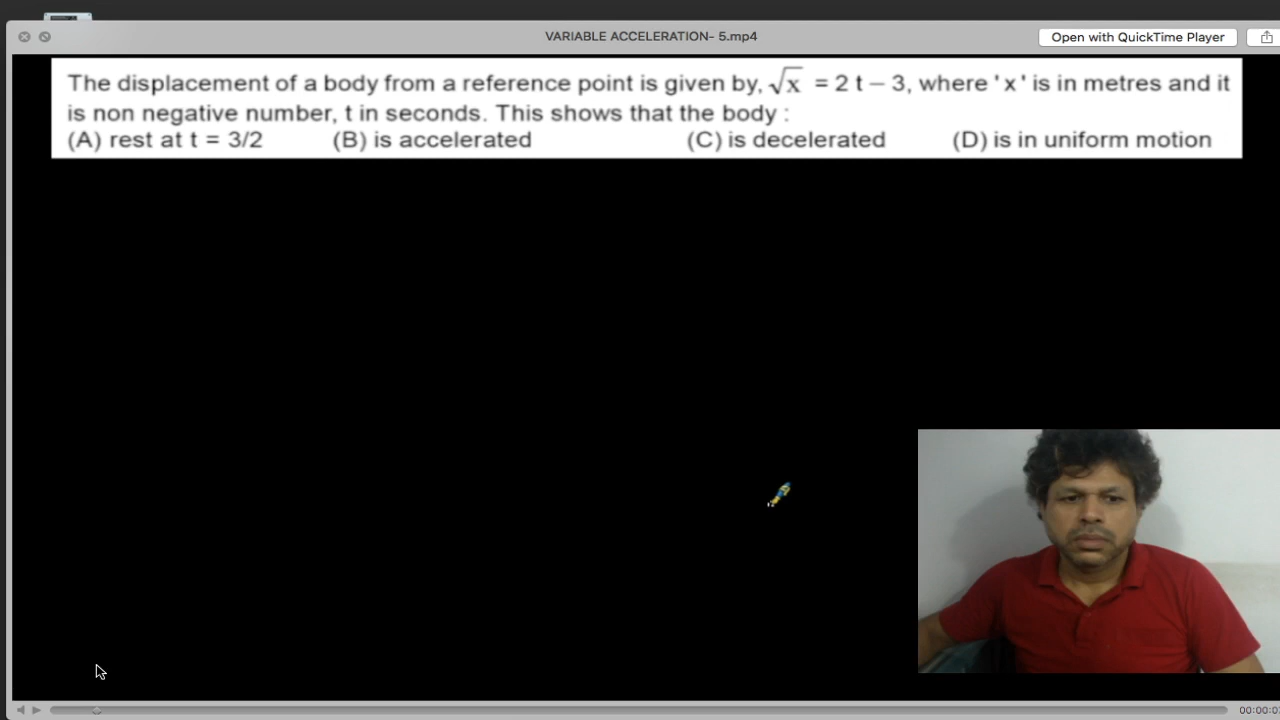 VARIABLE ACCELERATION- 5.mp4
Open with QuickTime Player
The displacement of a body from a reference point is given by, √x = 2 t – 3, where ' x ' is in metres and it
is non negative number, t in seconds. This shows that the body :
(A) rest at t = 3/2 (B) is accelerated (C) is decelerated (D) is in uniform motion